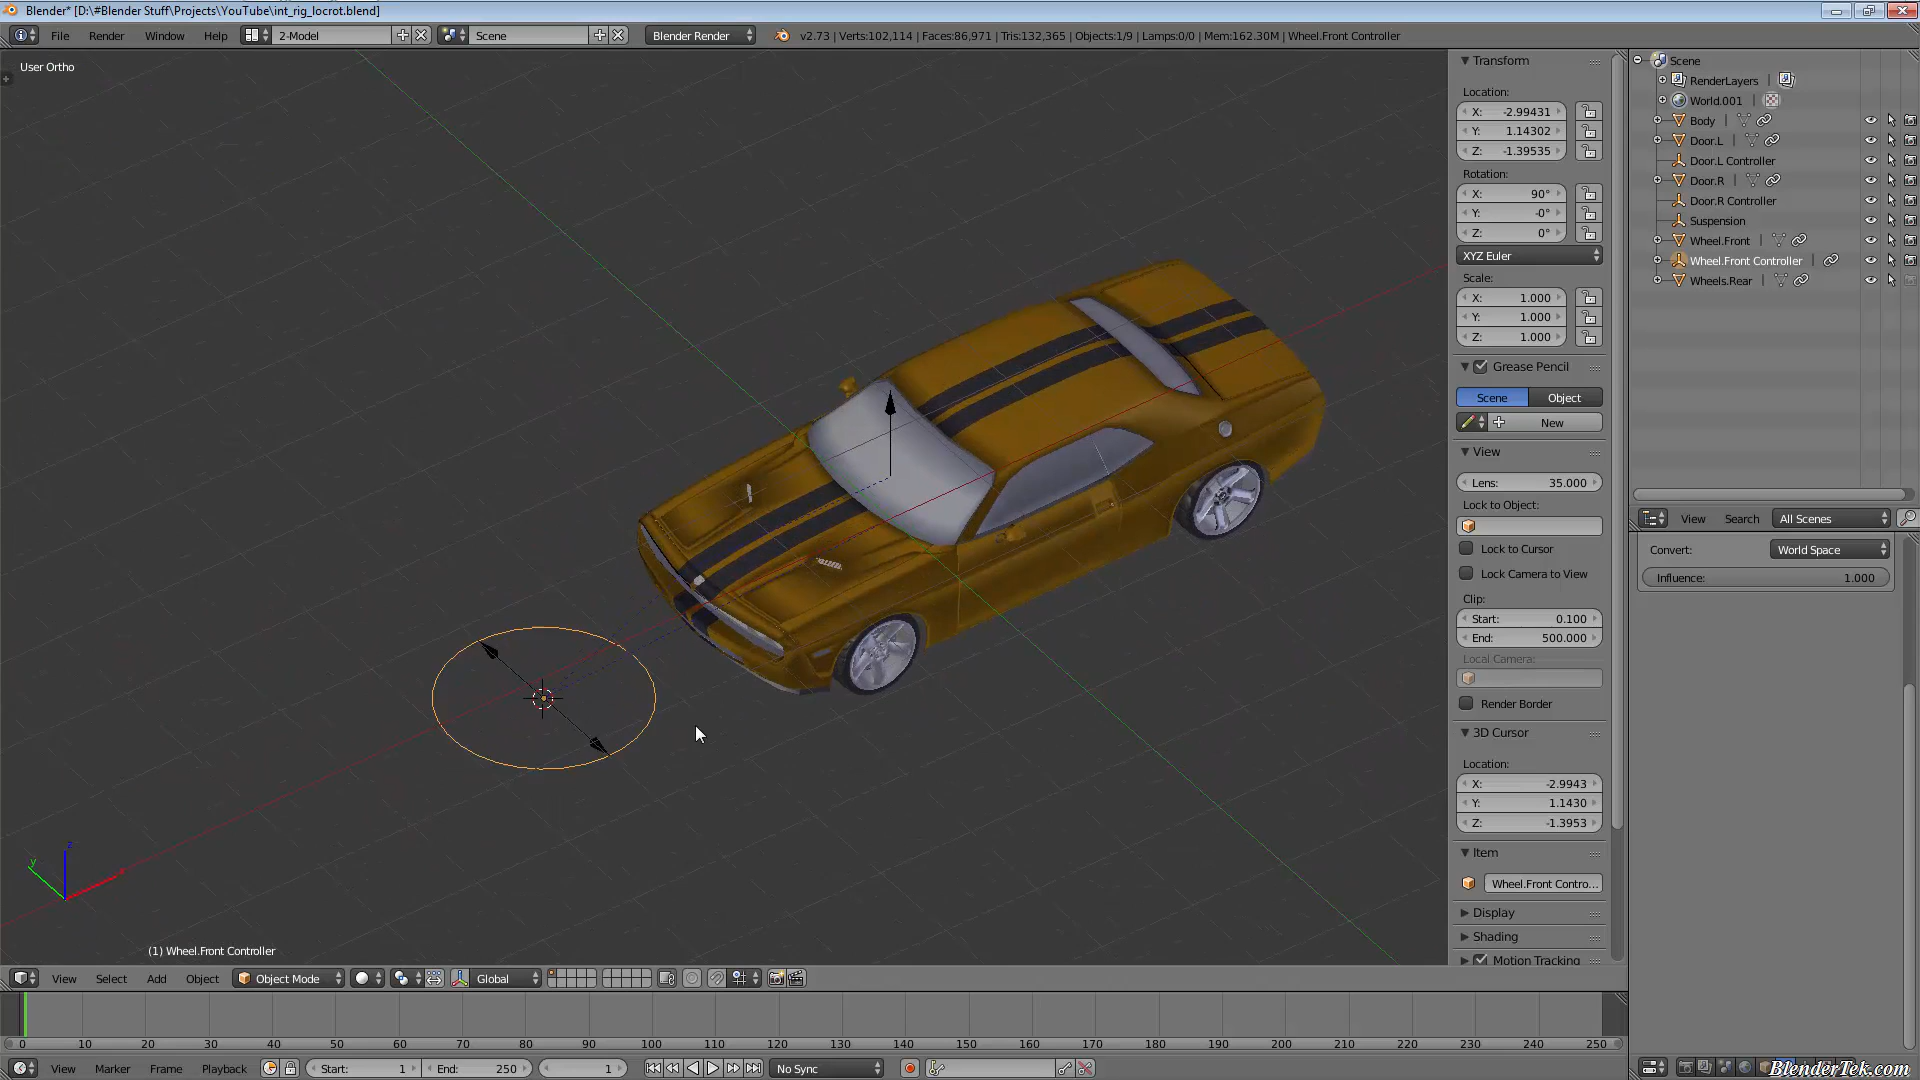 Blender* [D:\#Blender Stuff\Projects\YouTube\int_rig_locrot.blend]
File Render Window Help 2-Model Scene Blender Render v2.73 | Verts:102,114 | Faces:86,971 | Tris:132,365 | Objects:1/9 | Lamps:0/0 | Mem:162.30M | Wheel.Front Controller
User Ortho
Transform
Location:
X: -2.99431
Y: 1.14302
Z: -1.39535
Rotation:
X: 90°
Y: -0°
Z: 0°
XYZ Euler
Scale:
X: 1.000
Y: 1.000
Z: 1.000
Grease Pencil
Scene Object
New
View
Lens: 35.000
Lock to Object:
Lock to Cursor
Lock Camera to View
Clip:
Start: 0.100
End: 500.000
Local Camera:
Render Border
3D Cursor
Location:
X: -2.9943
Y: 1.1430
Z: -1.3953
Item
Wheel.Front Contro...
Display
Shading
Motion Tracking
Scene
RenderLayers
World.001
Body
Door.L
Door.L Controller
Door.R
Door.R Controller
Suspension
Wheel.Front
Wheel.Front Controller
Wheels.Rear
View Search All Scenes
Convert: World Space
Influence: 1.000
z
y
x
(1) Wheel.Front Controller
View Select Add Object Object Mode Global
0 10 20 30 40 50 60 70 80 90 100 110 120 130 140 150 160 170 180 190 200 210 220 230 240 250
View Marker Frame Playback Start: 1 End: 250 1 No Sync
BlenderTek.com